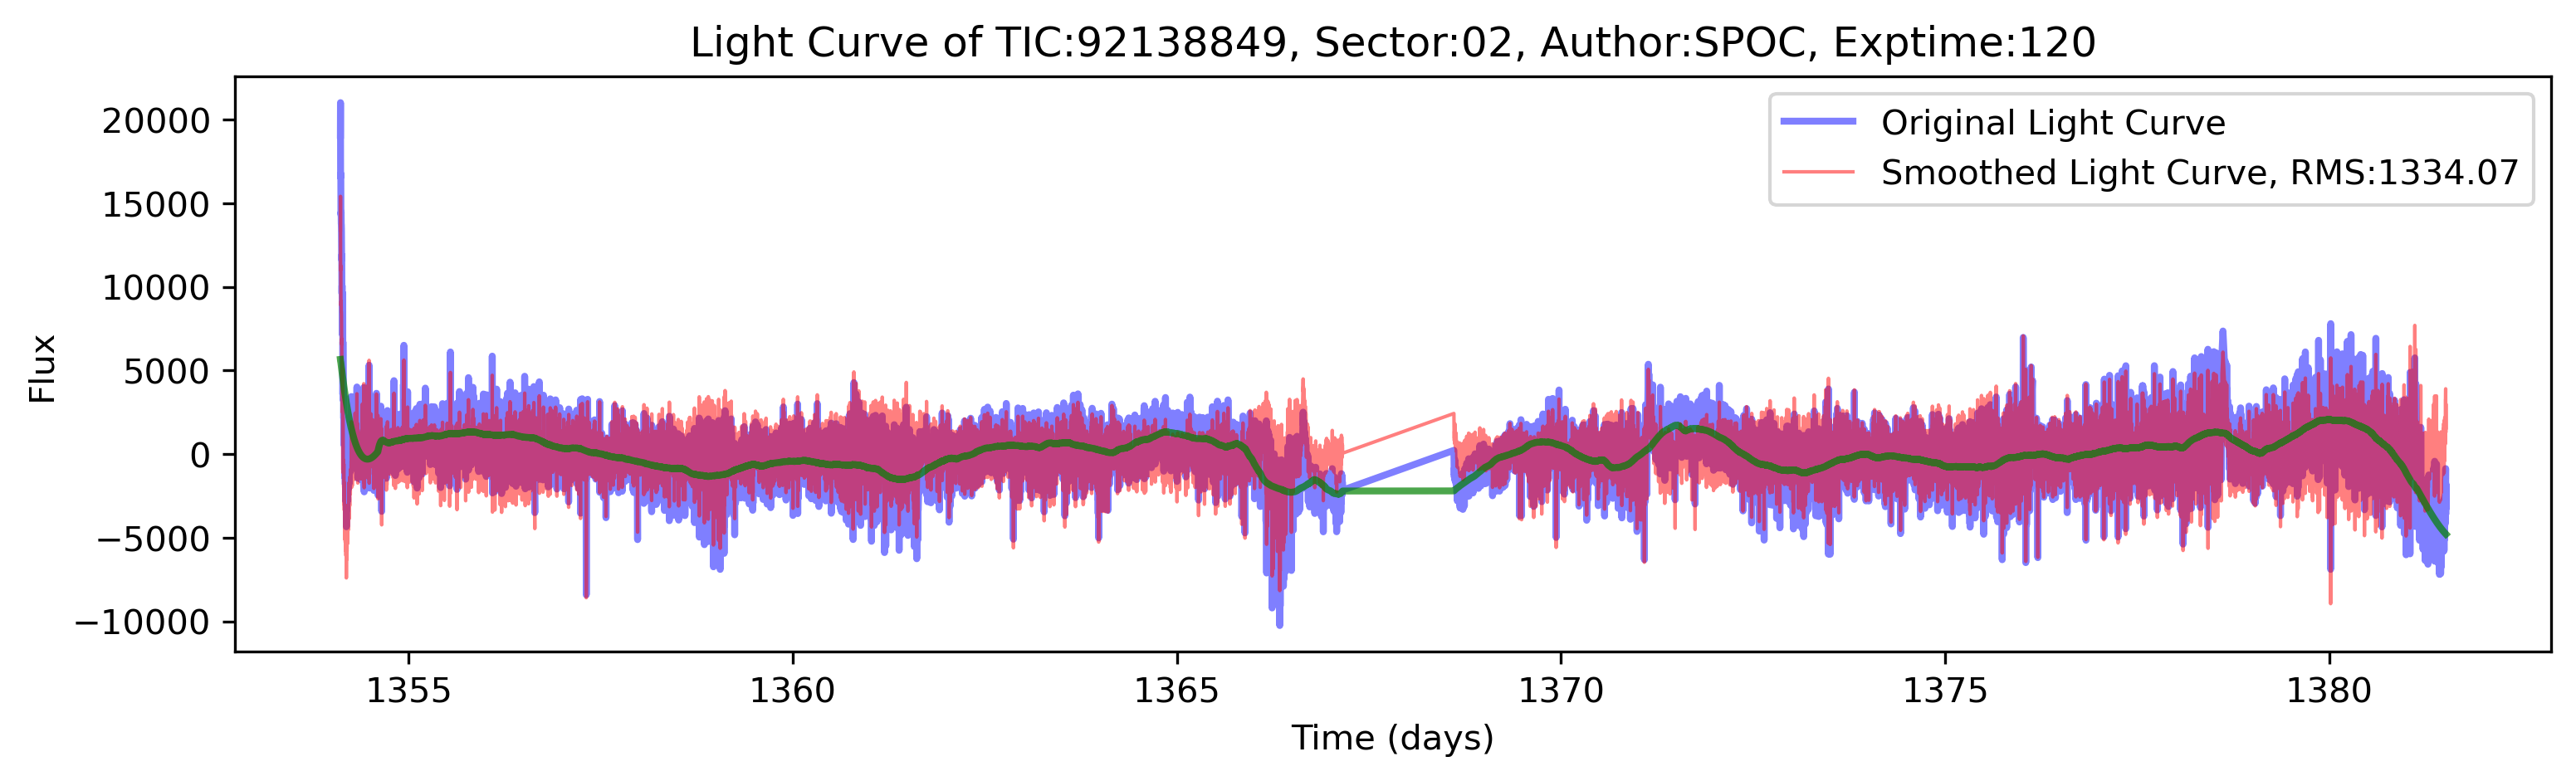 Light Curve of TIC:92138849, Sector:02, Author:SPOC, Exptime:120
Original Light Curve
Smoothed Light Curve, RMS:1334.07
Flux
20000
15000
10000
5000
0
−5000
−10000
1355 1360 1365 1370 1375 1380
Time (days)